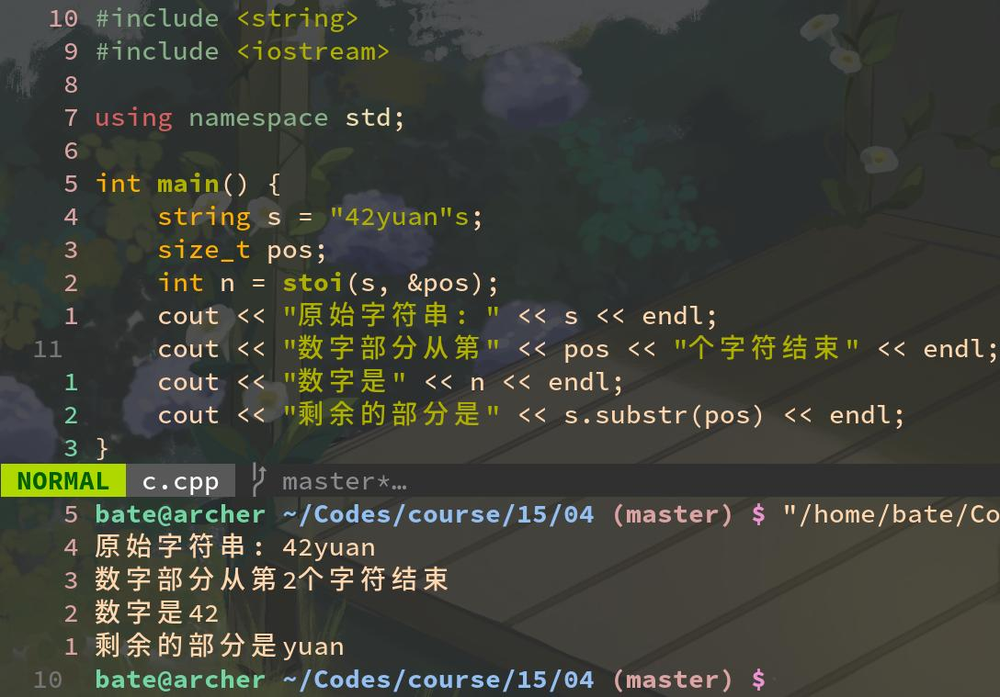 10 #include <string>
9 #include <iostream>
8
7 using namespace std;
6
5 int main() {
4     string s = "42yuan"s;
3     size_t pos;
2     int n = stoi(s, &pos);
1     cout << "原始字符串: " << s << endl;
11     cout << "数字部分从第" << pos << "个字符结束" << endl;
1     cout << "数字是" << n << endl;
2     cout << "剩余的部分是" << s.substr(pos) << endl;
3 }
NORMAL c.cpp master*…
5 bate@archer ~/Codes/course/15/04 (master) $ "/home/bate/Co
4 原始字符串: 42yuan
3 数字部分从第2个字符结束
2 数字是42
1 剩余的部分是yuan
10 bate@archer ~/Codes/course/15/04 (master) $